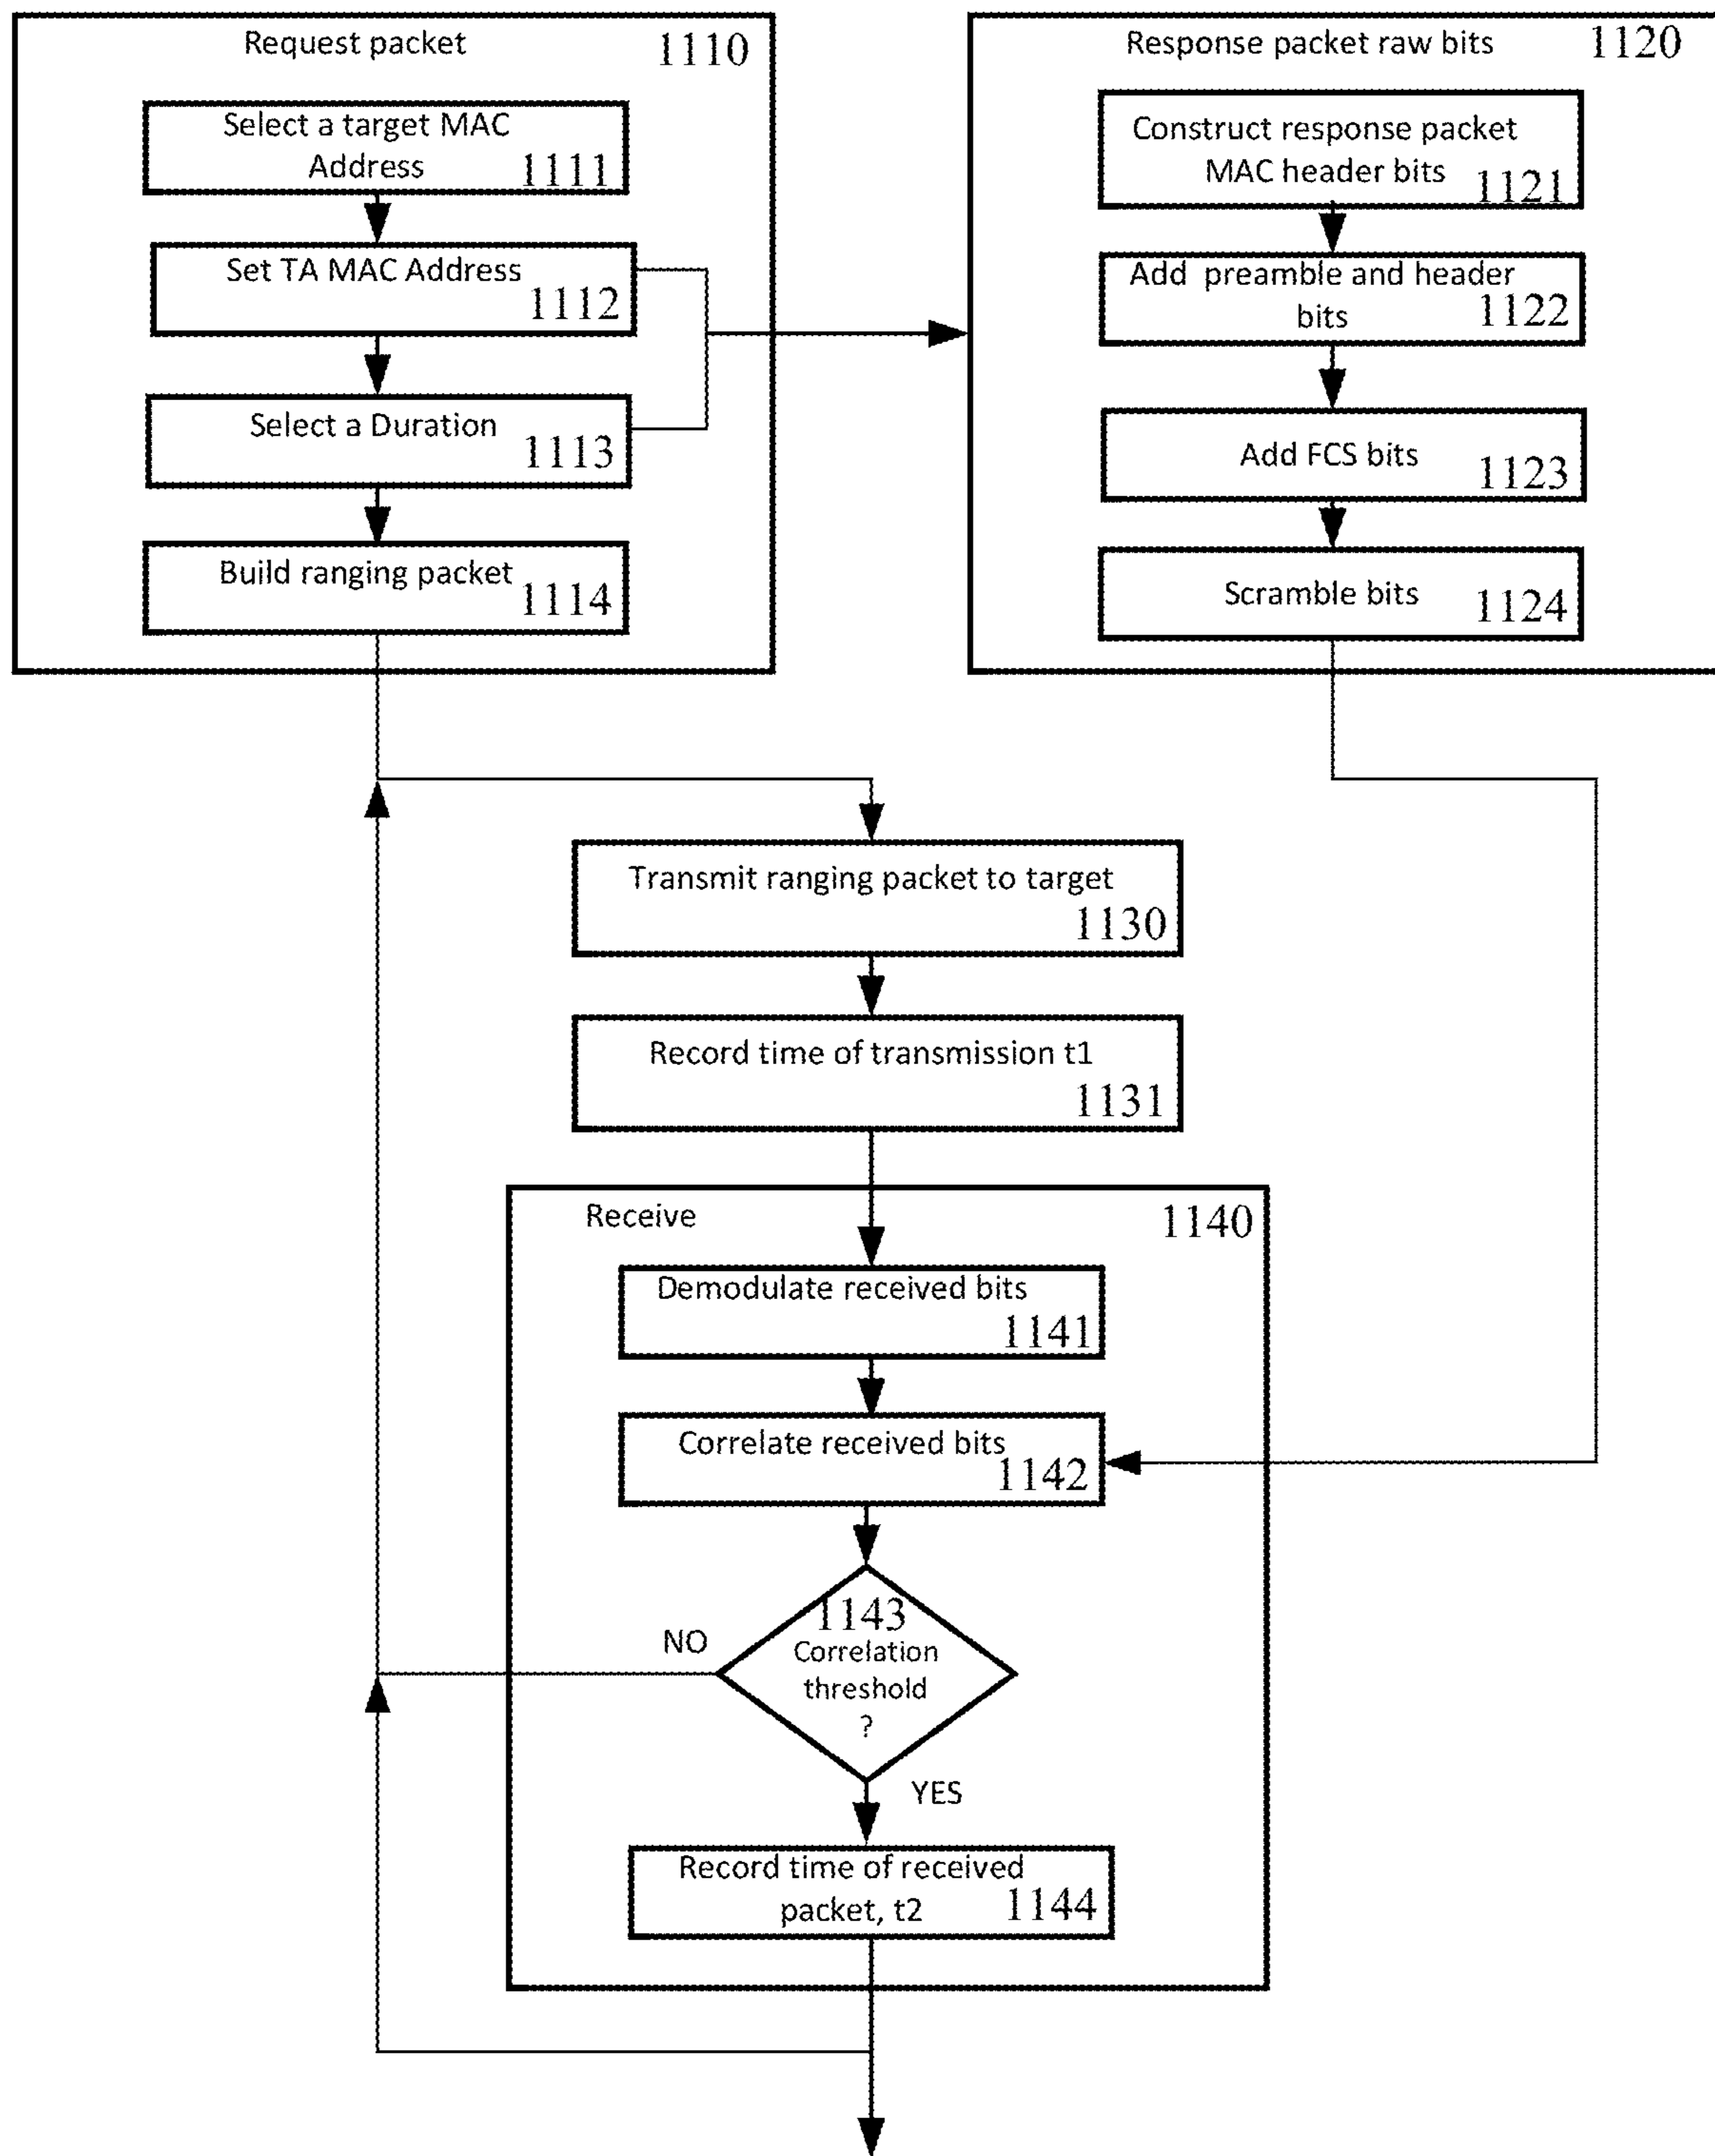 Request packet 1110
Select a target MAC
Address 1111
Set TA MAC Address
1112
Select a Duration
1113
Build ranging packet
1114
Response packet raw bits 1120
Construct response packet
MAC header bits 1121
Add preamble and header
bits 1122
Add FCS bits 1123
Scramble bits 1124
Transmit ranging packet to target
1130
Record time of transmission t1
1131
Receive 1140
Demodulate received bits
1141
Correlate received bits
1142
1143
Correlation
threshold
?
NO
YES
Record time of received
packet, t2 1144